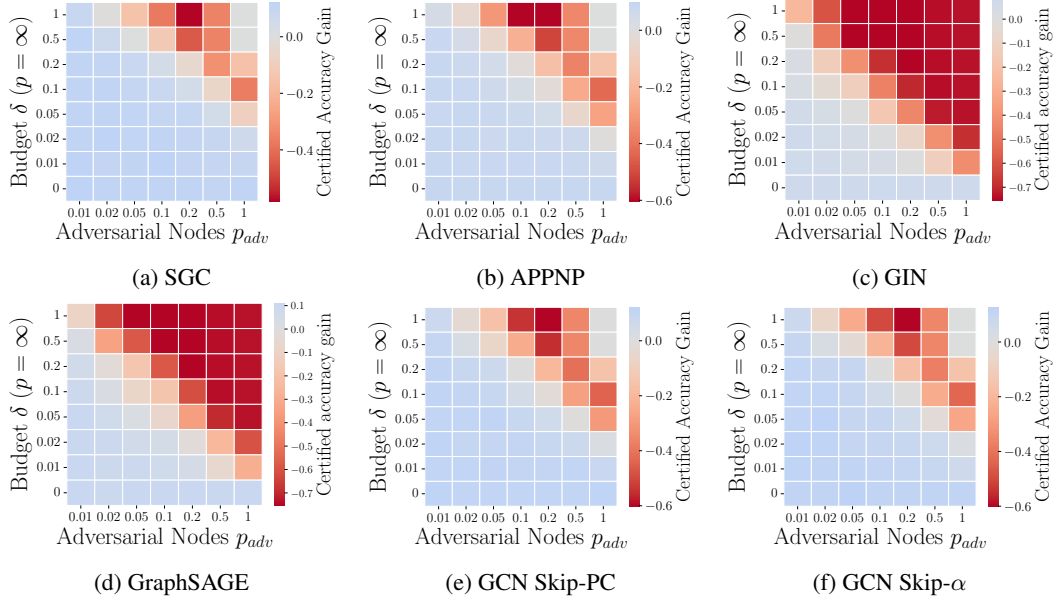 Budget δ (p = ∞)
1
0.5
0.2
0.1
0.05
0.02
0.01
0
0.01 0.02 0.05 0.1 0.2 0.5 1
Adversarial Nodes p_adv
0.0
−0.2
−0.4
Certified Accuracy Gain
(a) SGC
Budget δ (p = ∞)
1
0.5
0.2
0.1
0.05
0.02
0.01
0
0.01 0.02 0.05 0.1 0.2 0.5 1
Adversarial Nodes p_adv
0.0
−0.2
−0.4
−0.6
Certified Accuracy Gain
(b) APPNP
Budget δ (p = ∞)
1
0.5
0.2
0.1
0.05
0.02
0.01
0
0.01 0.02 0.05 0.1 0.2 0.5 1
Adversarial Nodes p_adv
0.0
−0.1
−0.2
−0.3
−0.4
−0.5
−0.6
−0.7
Certified accuracy gain
(c) GIN
Budget δ (p = ∞)
1
0.5
0.2
0.1
0.05
0.02
0.01
0
0.01 0.02 0.05 0.1 0.2 0.5 1
Adversarial Nodes p_adv
0.1
0.0
−0.1
−0.2
−0.3
−0.4
−0.5
−0.6
−0.7
Certified accuracy gain
(d) GraphSAGE
Budget δ (p = ∞)
1
0.5
0.2
0.1
0.05
0.02
0.01
0
0.01 0.02 0.05 0.1 0.2 0.5 1
Adversarial Nodes p_adv
0.0
−0.2
−0.4
−0.6
Certified Accuracy Gain
(e) GCN Skip-PC
Budget δ (p = ∞)
1
0.5
0.2
0.1
0.05
0.02
0.01
0
0.01 0.02 0.05 0.1 0.2 0.5 1
Adversarial Nodes p_adv
0.0
−0.2
−0.4
−0.6
Certified Accuracy Gain
(f) GCN Skip-α